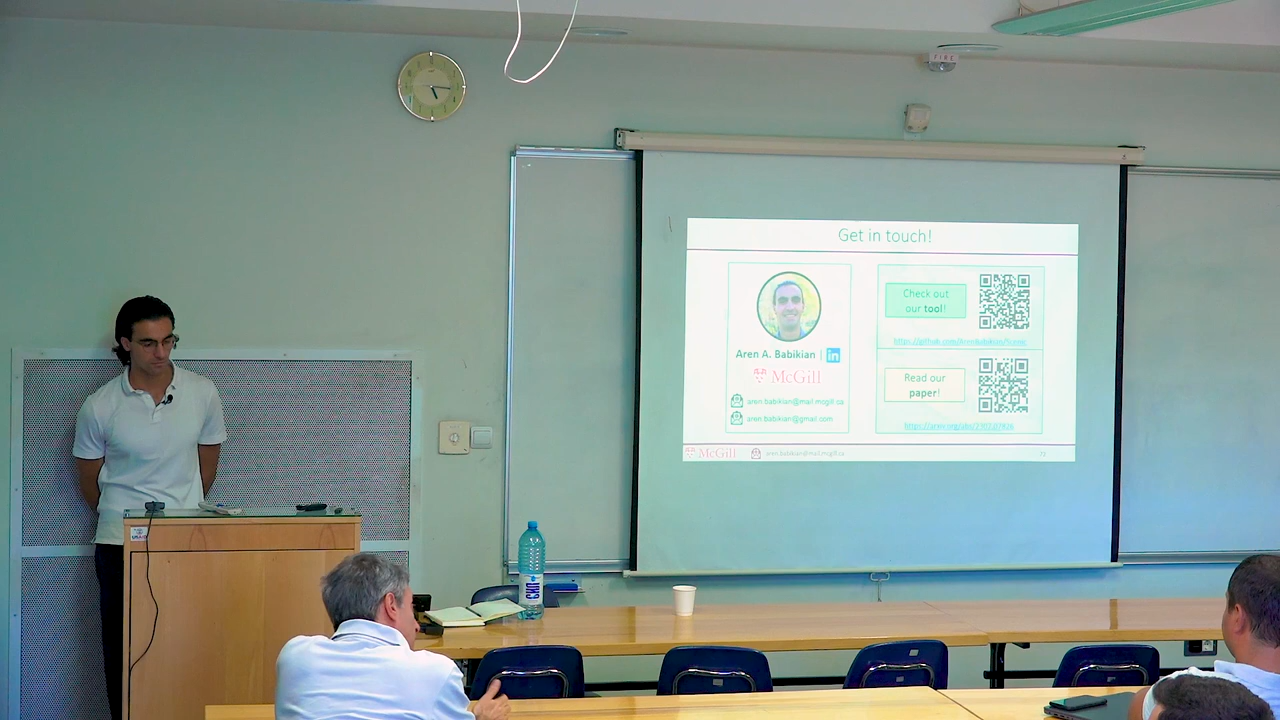 FIRE
Get in touch!
Aren A. Babikian | in
McGill
aren.babikian@mail.mcgill.ca
aren.babikian@gmail.com
Check out
our tool!
Read our
paper!
McGill
aren.babikian@mail.mcgill.ca